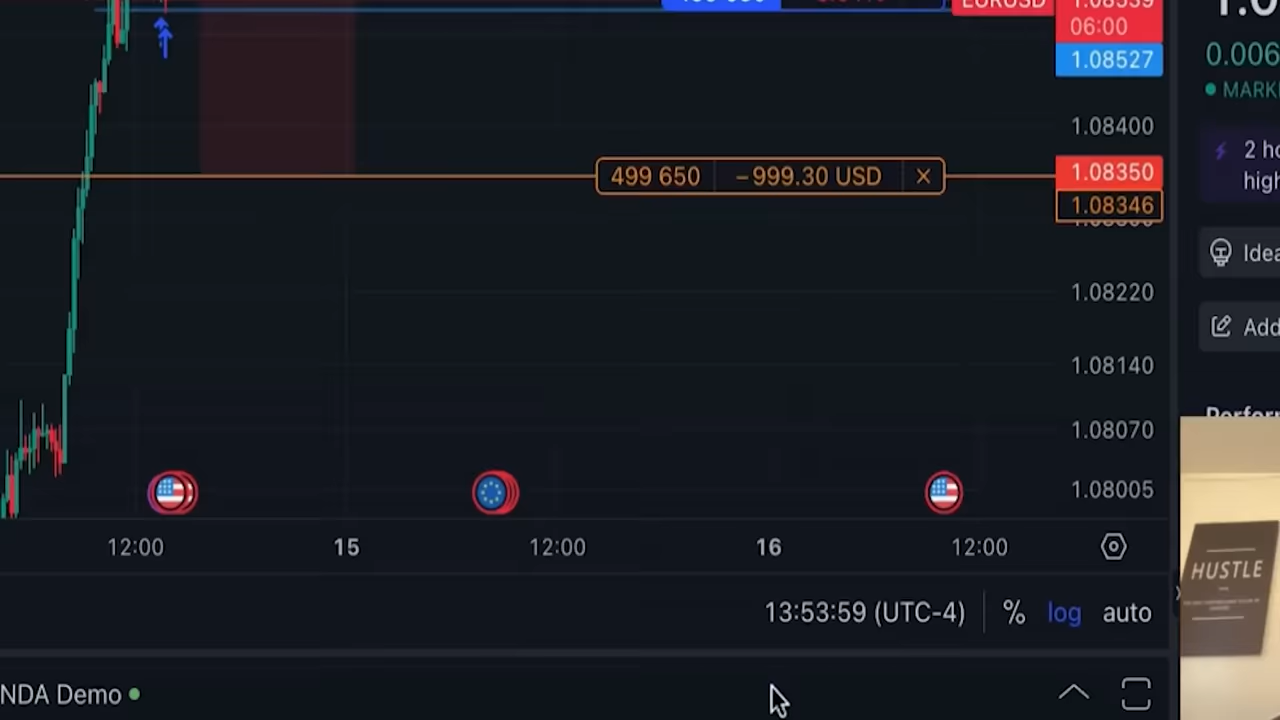 EURUSD
1.08539
06:00
1.08527
0.006
MARK
1.08400
499 650 −999.30 USD
1.08350
1.08346
1.08220
1.08140
1.08070
1.08005
12:00 15 12:00 16 12:00
13:53:59 (UTC-4) % log auto
NDA Demo
1.0
2 ho
high
Idea
Add
HUSTLE